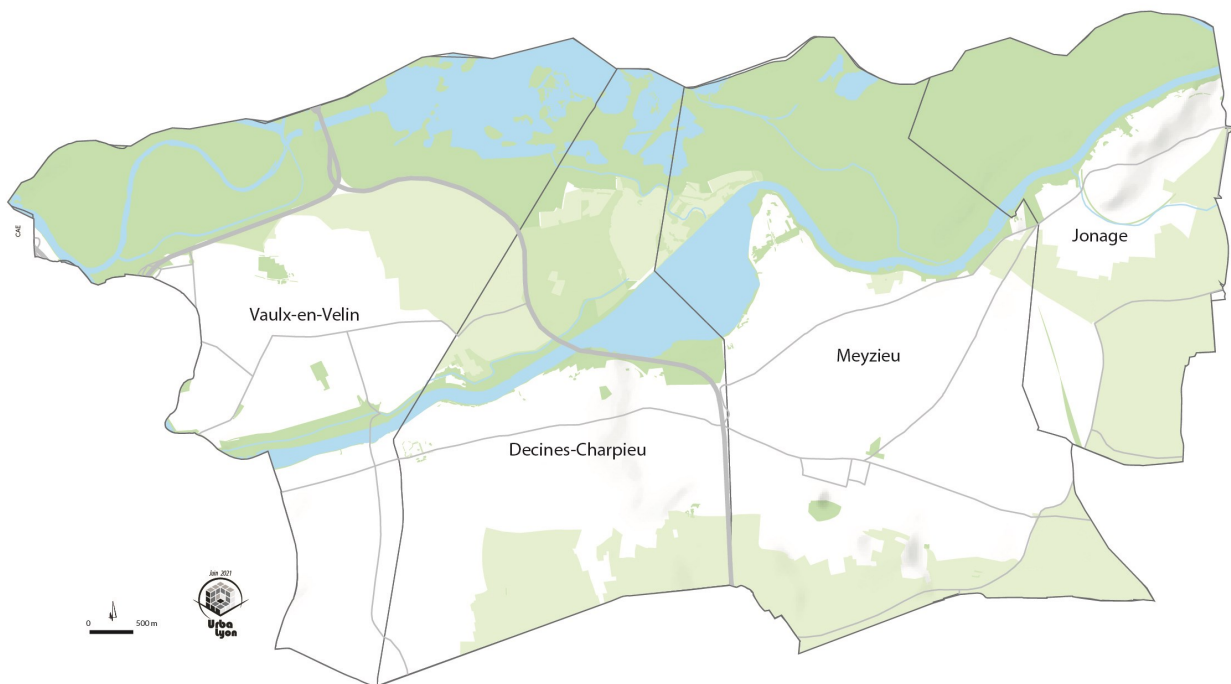 CAE
Jonage
Vaulx-en-Velin
Meyzieu
Decines-Charpieu
Juin 2021
Urba
Lyon
0 500 m